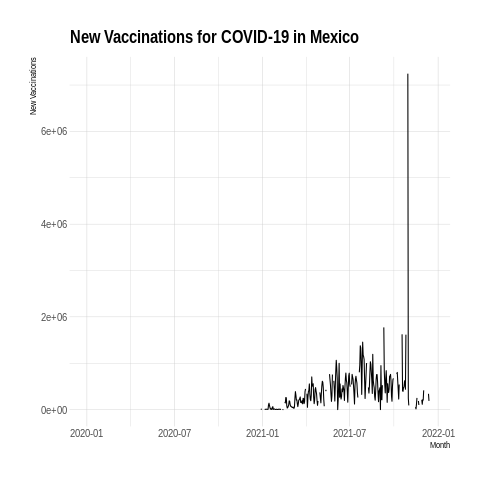 New Vaccinations for COVID-19 in Mexico
New Vaccinations
6e+06
4e+06
2e+06
0e+00
2020-01 2020-07 2021-01 2021-07 2022-01
Month